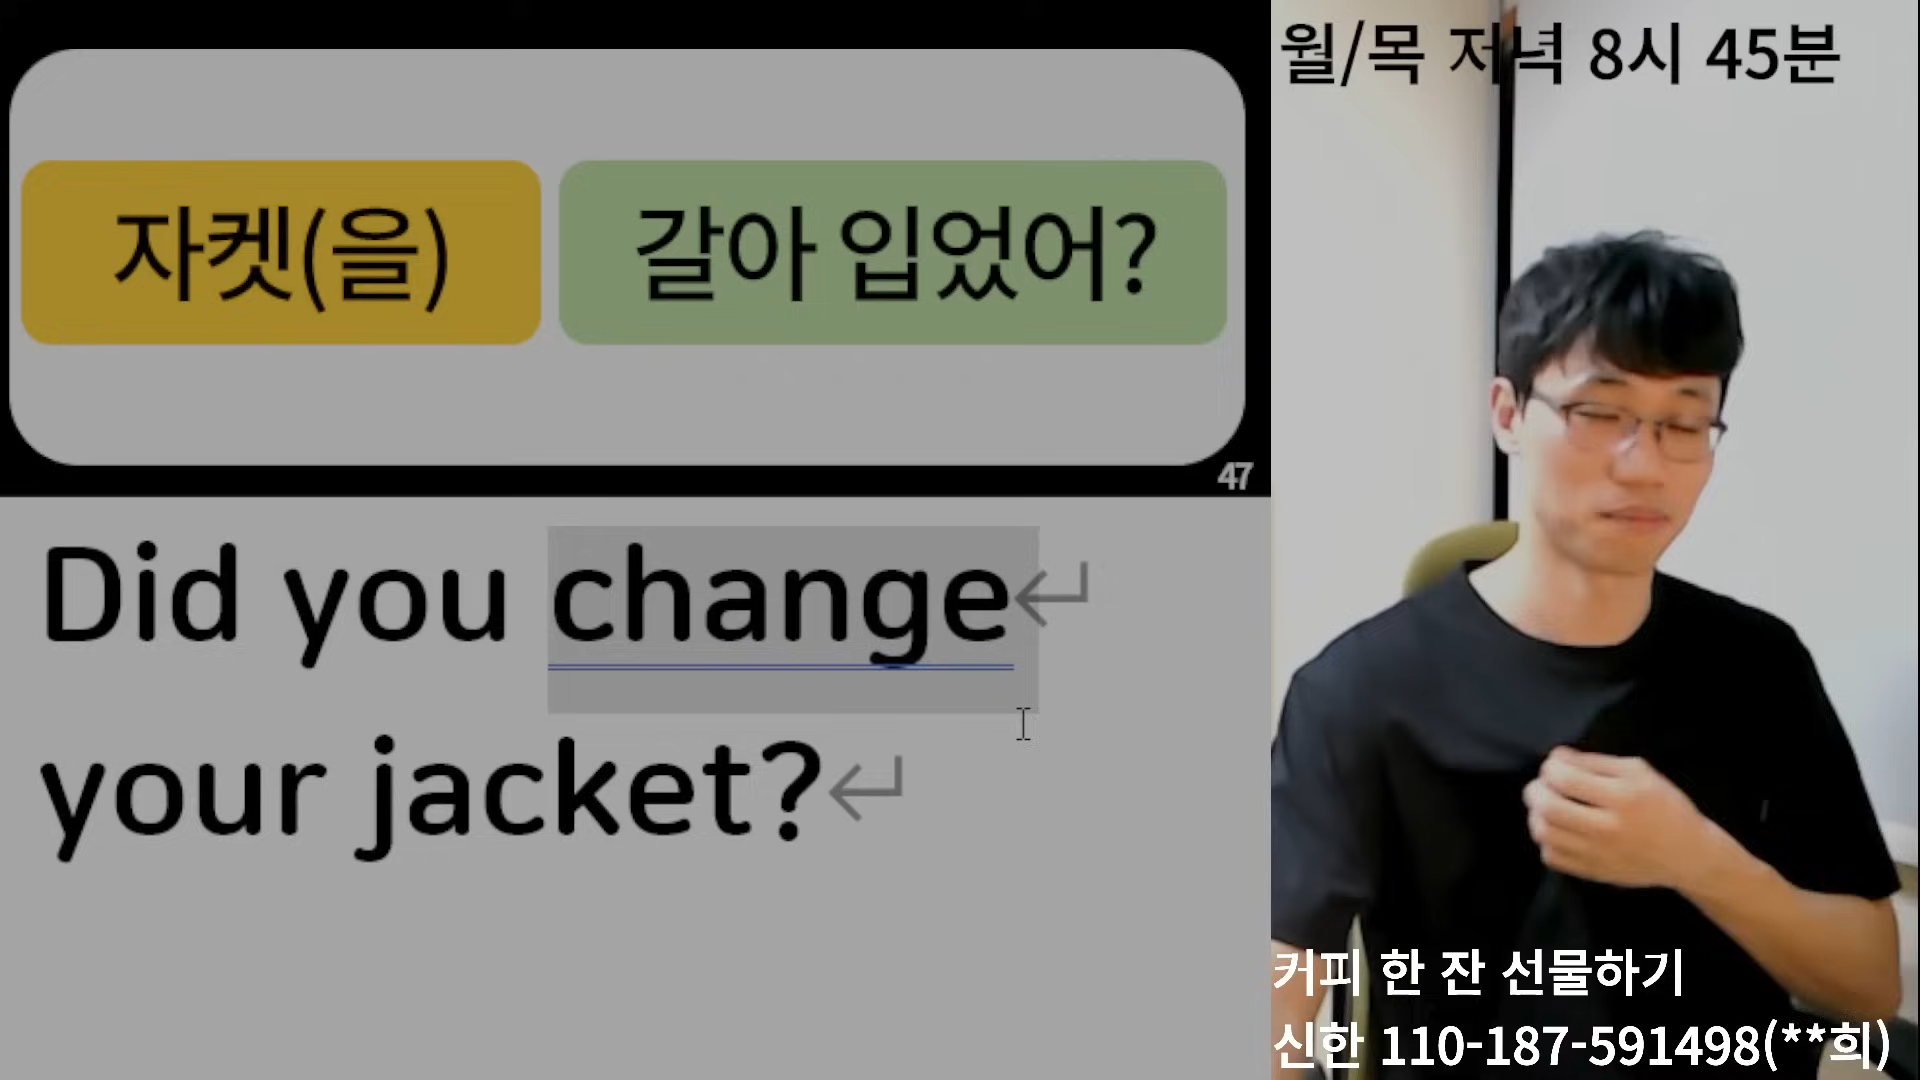 자켓(을) 갈아 입었어?
47
Did you change
your jacket?
월/목 저녁 8시 45분
커피 한 잔 선물하기
신한 110-187-591498(**희)